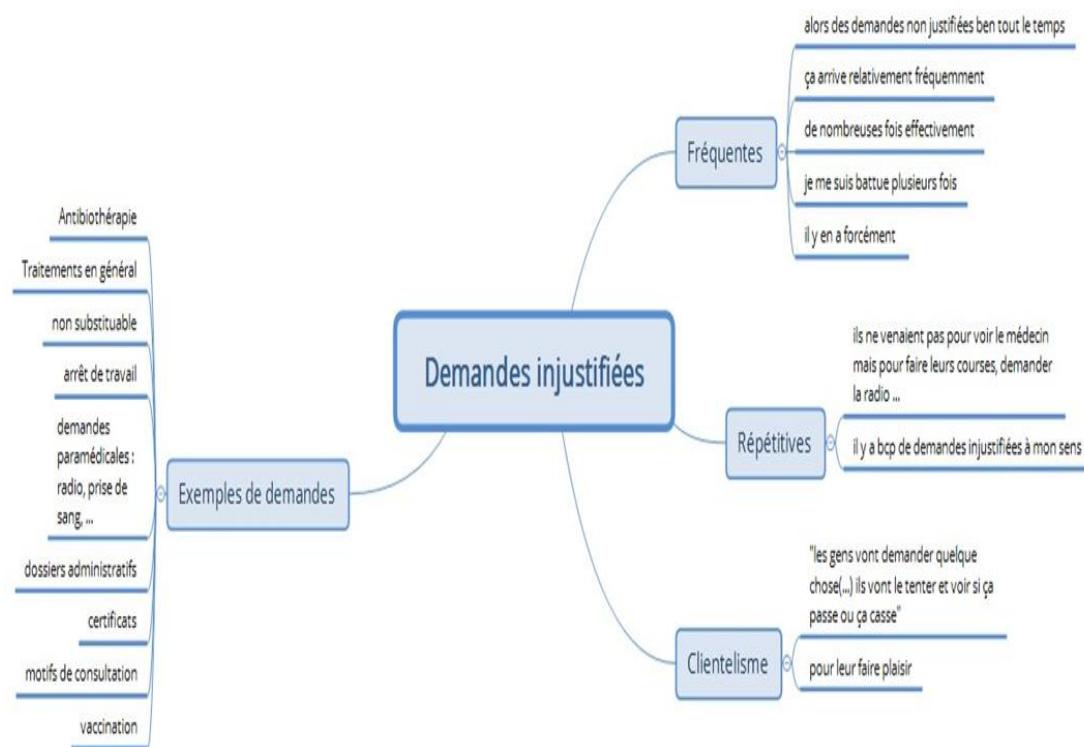 Demandes injustifiées
Fréquentes
alors des demandes non justifiées ben tout le temps
ça arrive relativement fréquemment
de nombreuses fois effectivement
je me suis battue plusieurs fois
il y en a forcément
Répétitives
ils ne venaient pas pour voir le médecin
mais pour faire leurs courses, demander
la radio ...
il y a bcp de demandes injustifiées à mon sens
Clientelisme
"les gens vont demander quelque
chose(...) ils vont le tenter et voir si ça
passe ou ça casse"
pour leur faire plaisir
Exemples de demandes
Antibiothérapie
Traitements en général
non substituable
arrêt de travail
demandes
paramédicales :
radio, prise de
sang, ...
dossiers administratifs
certificats
motifs de consultation
vaccination